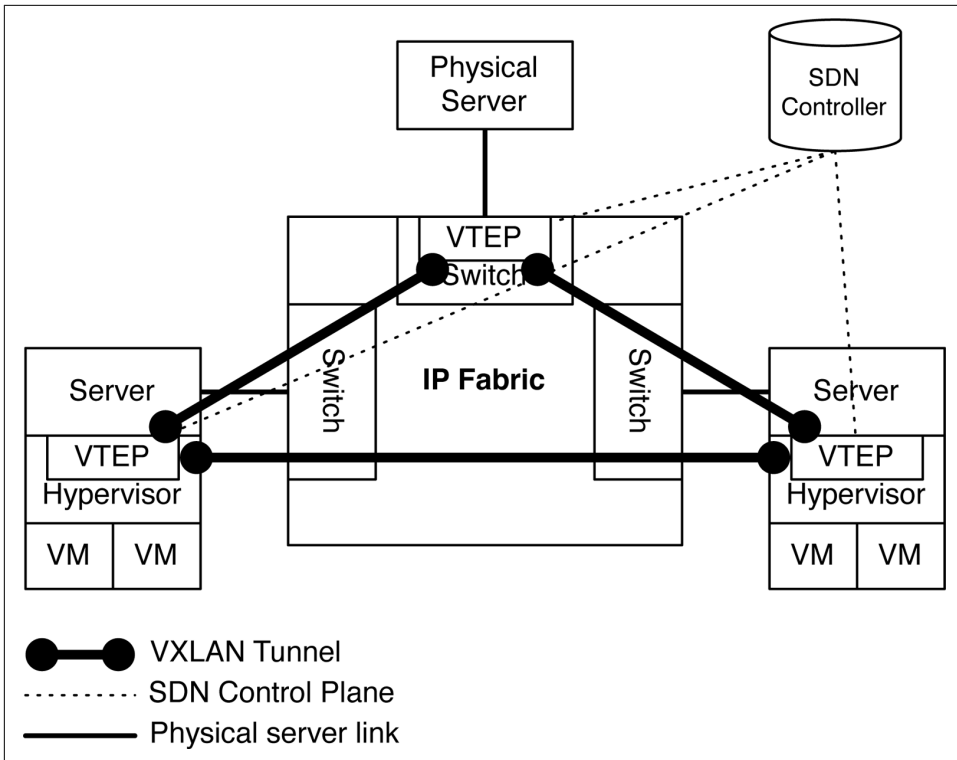 Physical
Server
SDN
Controller
VTEP
Switch
Server
VTEP
Hypervisor
VM VM
Switch
IP Fabric
Switch
Server
VTEP
Hypervisor
VM VM
VXLAN Tunnel
SDN Control Plane
Physical server link